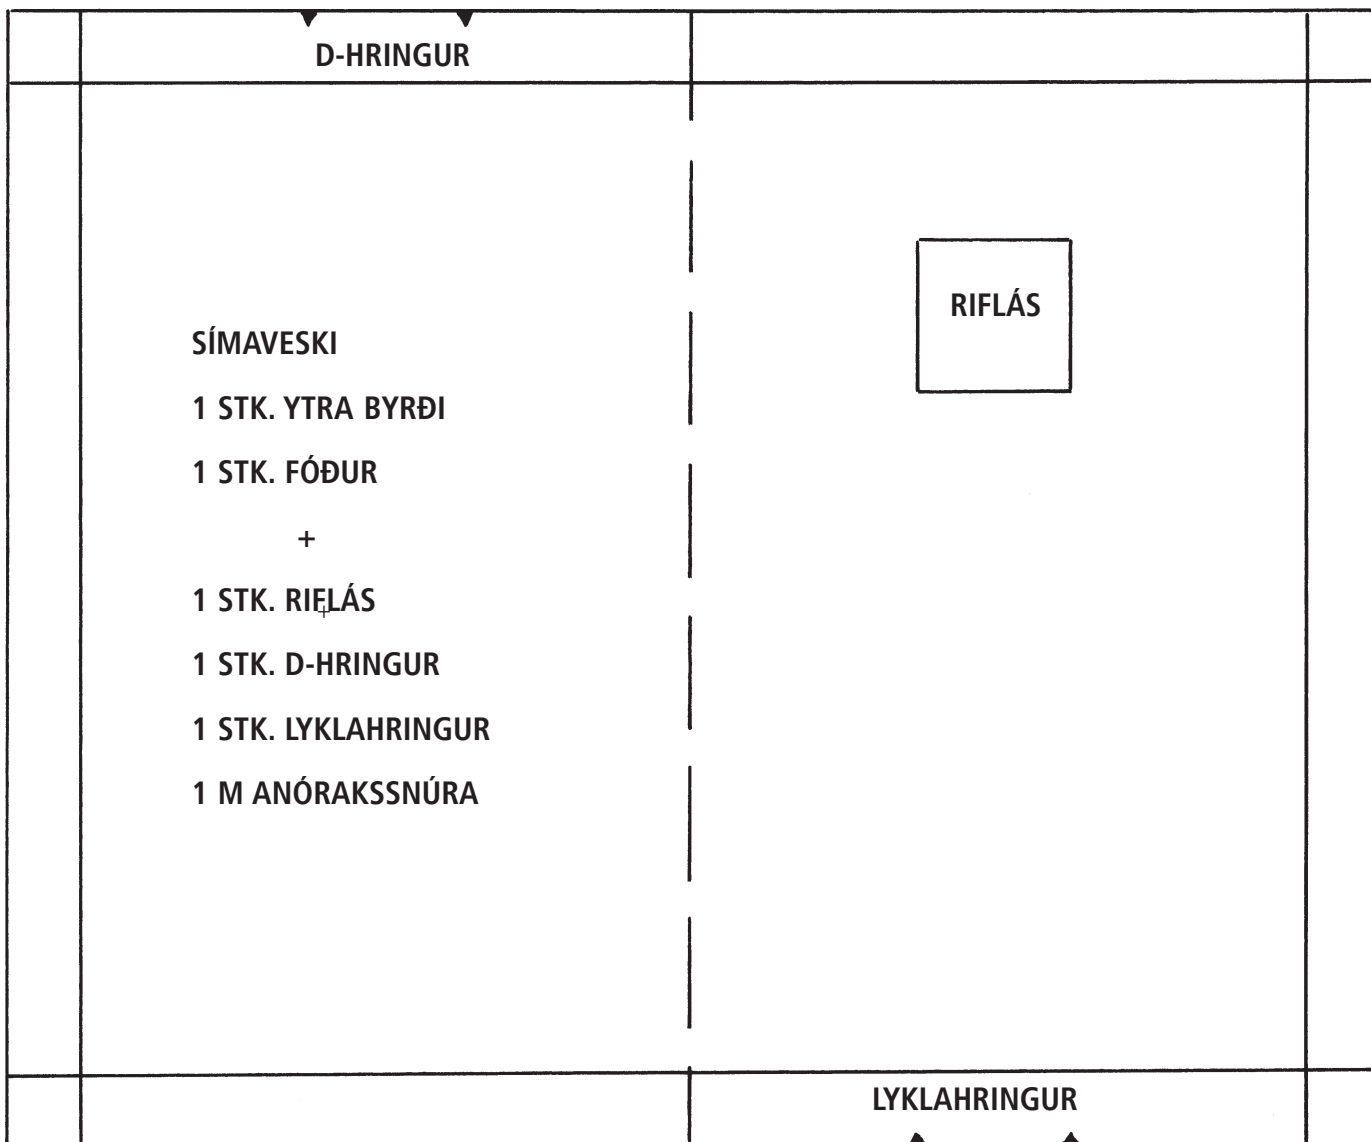 D-HRINGUR
RIFLÁS
SÍMAVESKI
1 STK. YTRA BYRÐI
1 STK. FÓÐUR
+
1 STK. RIFLÁS
+
1 STK. D-HRINGUR
1 STK. LYKLAHRINGUR
1 M ANÓRAKSSNÚRA
LYKLAHRINGUR